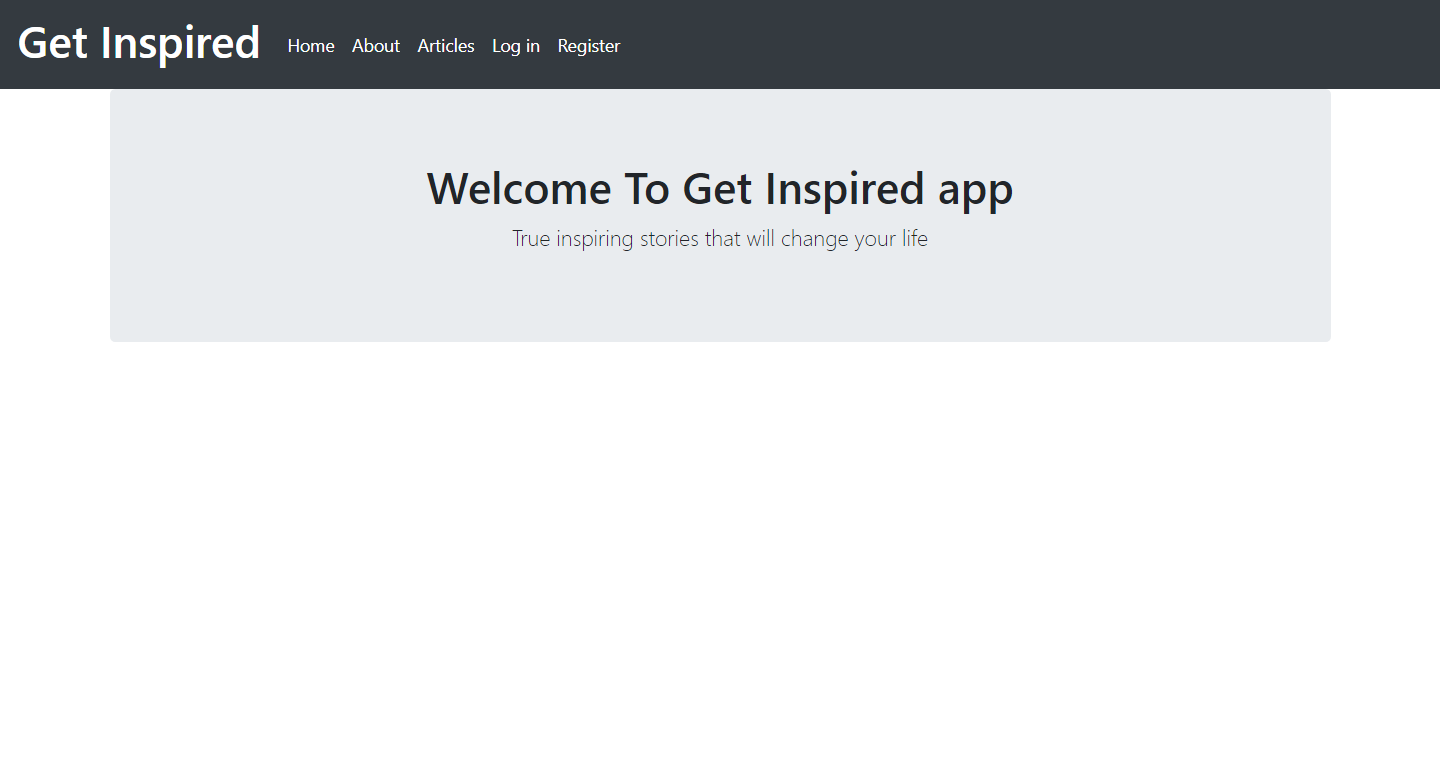 Get Inspired Home About Articles Log in Register
Welcome To Get Inspired app
True inspiring stories that will change your life